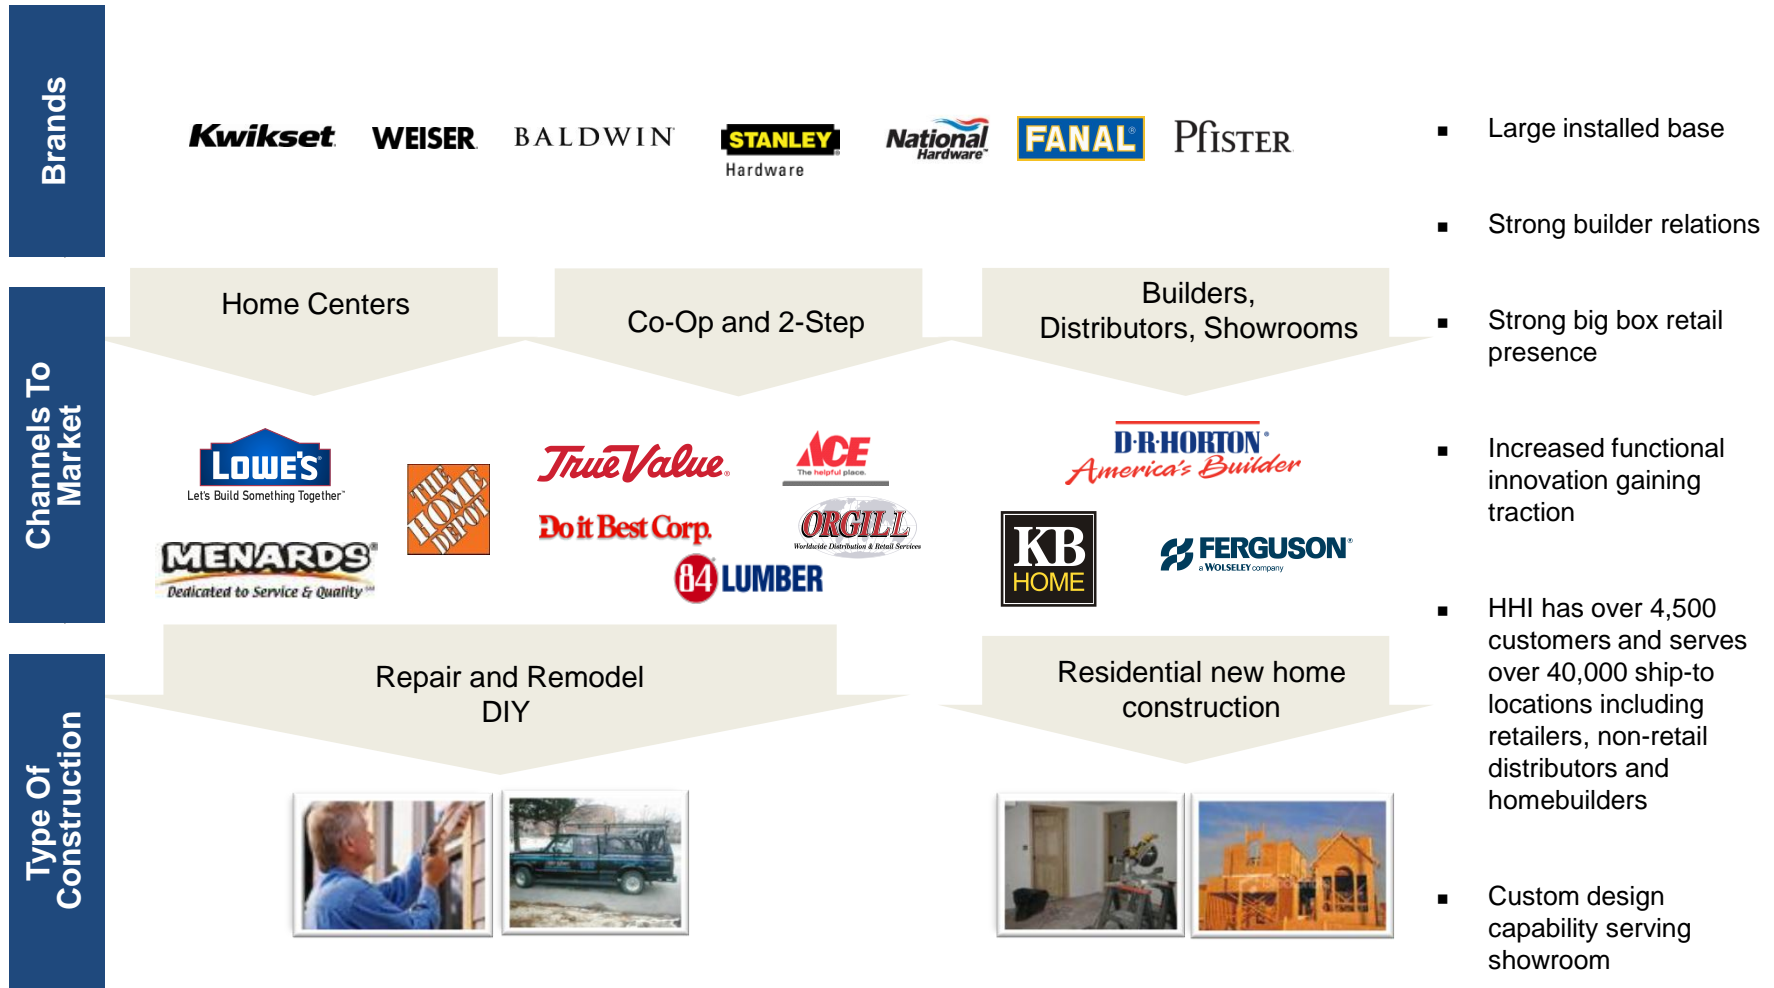 Brands
Kwikset
WEISER
BALDWIN
STANLEY
Hardware
National
Hardware™
FANAL®
Pfister
Channels To
Market
Home Centers
Co-Op and 2-Step
Builders,
Distributors, Showrooms
LOWE'S
Let's Build Something Together™
THE
HOME
DEPOT
MENARDS®
Dedicated to Service & Quality℠
True Value®
ACE
The helpful place.
Do it Best Corp.
ORGILL
Worldwide Distribution & Retail Services
84 LUMBER
D·R·HORTON®
America's Builder
KB
HOME
FERGUSON®
a WOLSELEY company
Type Of
Construction
Repair and Remodel
DIY
Residential new home
construction
▪ Large installed base
▪ Strong builder relations
▪ Strong big box retail
presence
▪ Increased functional
innovation gaining
traction
▪ HHI has over 4,500
customers and serves
over 40,000 ship-to
locations including
retailers, non-retail
distributors and
homebuilders
▪ Custom design
capability serving
showroom